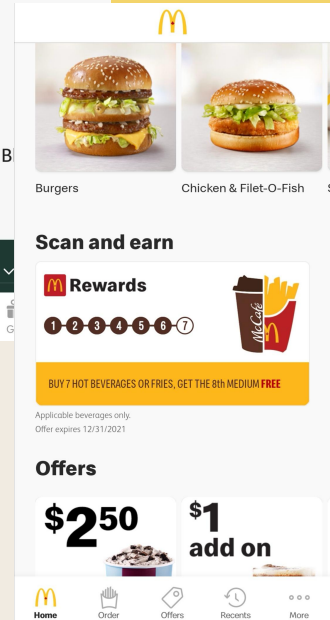 Burgers
Chicken & Filet-O-Fish
Scan and earn
Rewards
1 2 3 4 5 6 7
McCafé
BUY 7 HOT BEVERAGES OR FRIES, GET THE 8th MEDIUM FREE
Applicable beverages only.
Offer expires 12/31/2021
Offers
$2.50
$1
add on
Home
Order
Offers
Recents
More